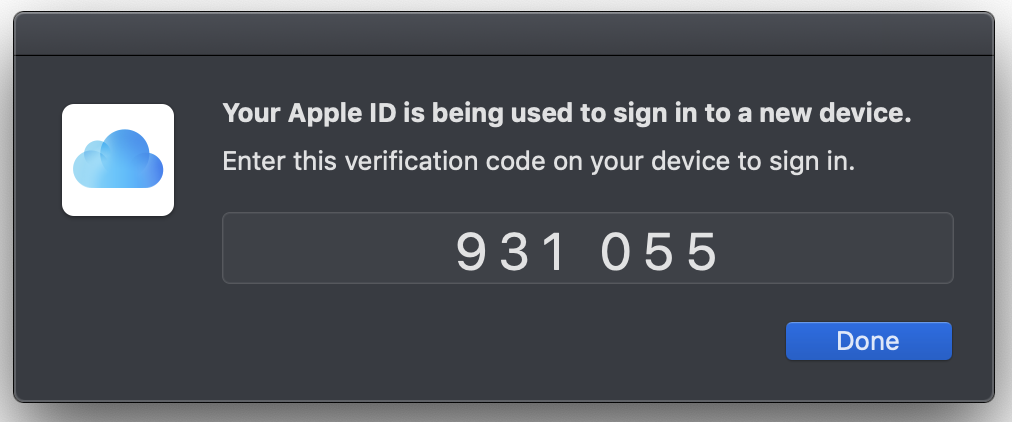 Your Apple ID is being used to sign in to a new device.
Enter this verification code on your device to sign in.
931 055
Done